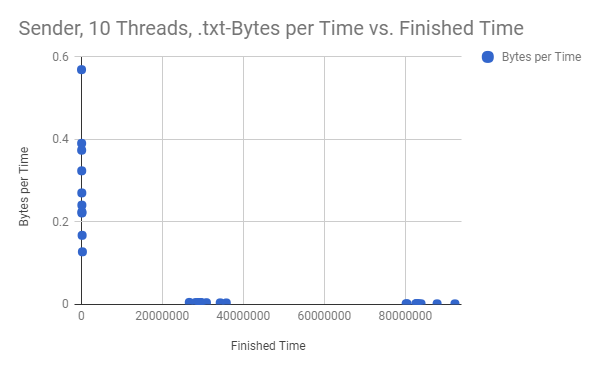 Sender, 10 Threads, .txt-Bytes per Time vs. Finished Time
Bytes per Time
0.6
0.4
0.2
0
Bytes per Time
0 20000000 40000000 60000000 80000000
Finished Time